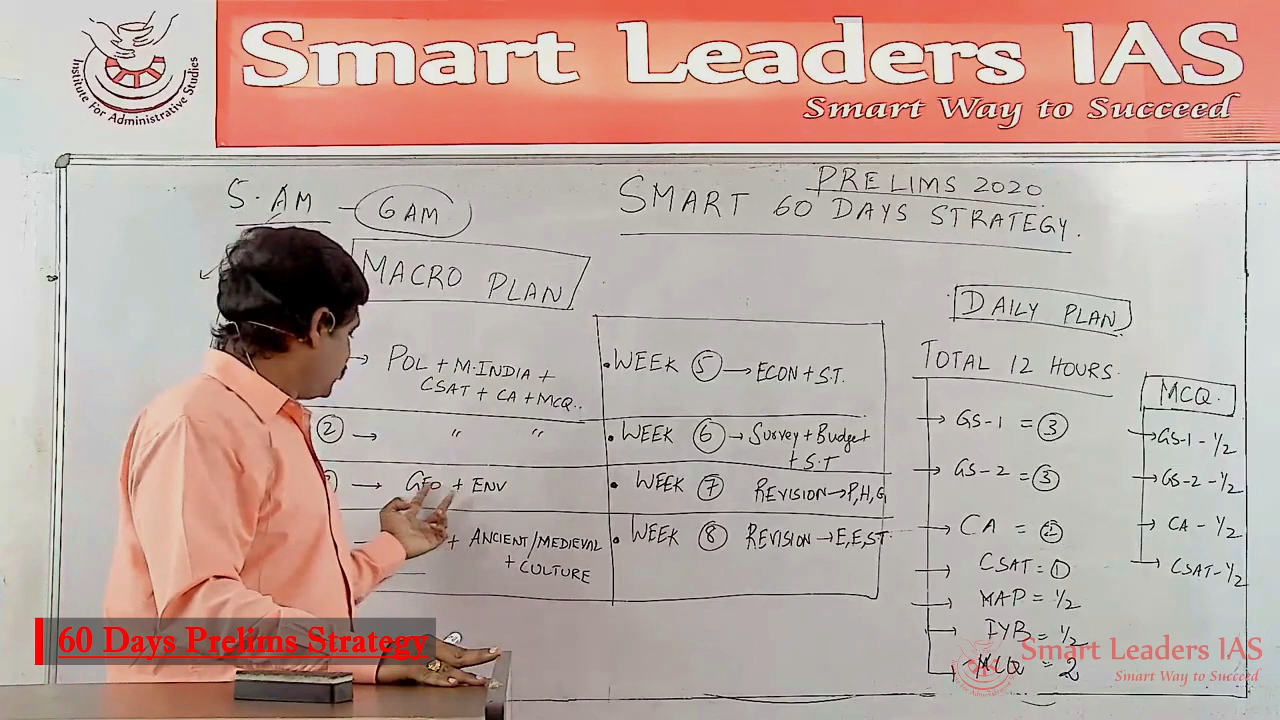 Institute For Administrative Studies
Smart Leaders IAS
Smart Way to Succeed
5 AM - 6 AM
PRELIMS 2020
SMART 60 DAYS STRATEGY.
MACRO PLAN
→ POL + M.INDIA +
CSAT + CA + MCQ..
② → " "
→ GEO + ENV
+ ANCIENT/MEDIEVAL
+ CULTURE
• WEEK ⑤ → ECON + S.T.
• WEEK ⑥ → Survey + Budget
+ S.T
• WEEK ⑦ REVISION → P,H,G
• WEEK ⑧ REVISION → E,E,ST.
DAILY PLAN
TOTAL 12 HOURS.
→ GS-1 = ③
→ GS-2 = ③
→ CA = ②
→ CSAT = ①
→ MAP = 1/2
→ IYB = 1/2
→ MCQ = 2
MCQ.
→ GS-1 - 1/2
→ GS-2 - 1/2
→ CA - 1/2
→ CSAT - 1/2
60 Days Prelims Strategy
Smart Leaders IAS
Smart Way to Succeed